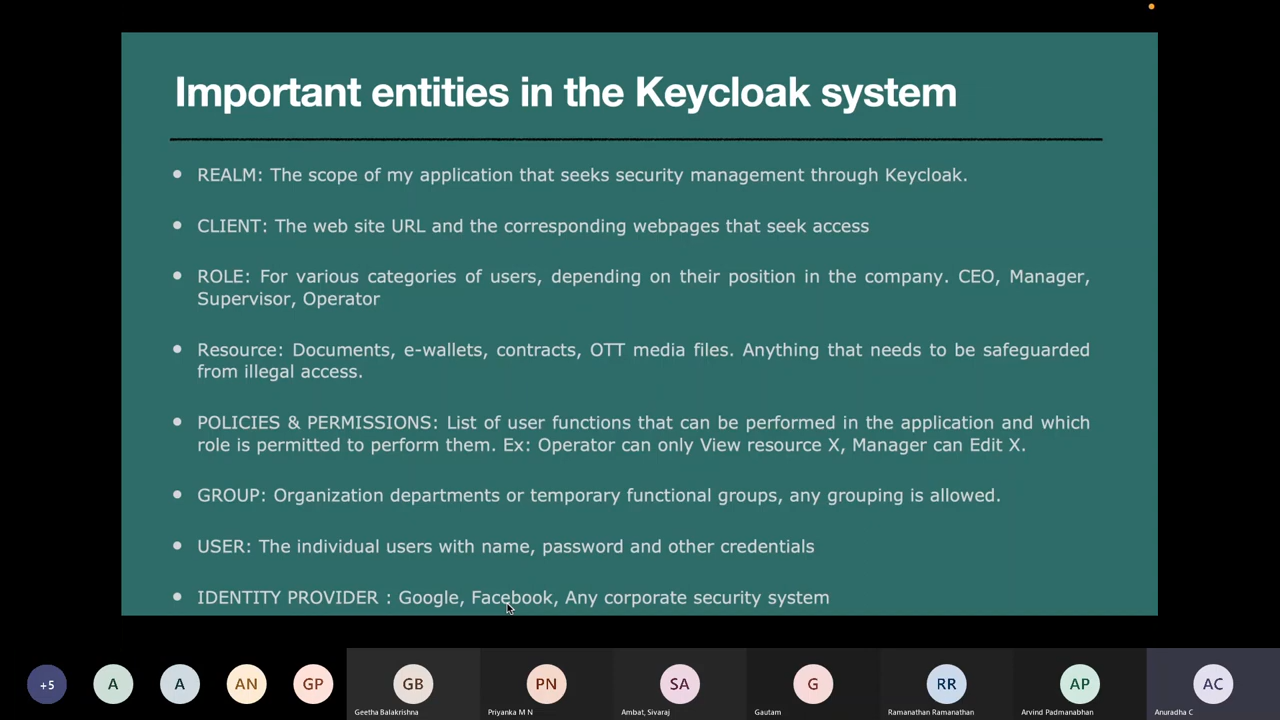 Important entities in the Keycloak system
REALM: The scope of my application that seeks security management through Keycloak.
CLIENT: The web site URL and the corresponding webpages that seek access
ROLE: For various categories of users, depending on their position in the company. CEO, Manager,
Supervisor, Operator
Resource: Documents, e-wallets, contracts, OTT media files. Anything that needs to be safeguarded
from illegal access.
POLICIES & PERMISSIONS: List of user functions that can be performed in the application and which
role is permitted to perform them. Ex: Operator can only View resource X, Manager can Edit X.
GROUP: Organization departments or temporary functional groups, any grouping is allowed.
USER: The individual users with name, password and other credentials
IDENTITY PROVIDER : Google, Facebook, Any corporate security system
+5 A A AN GP GB PN SA G RR AP AC
Geetha Balakrishna Priyanka M N Ambat, Sivaraj Gautam Ramanathan Ramanathan Arvind Padmanabhan Anuradha C